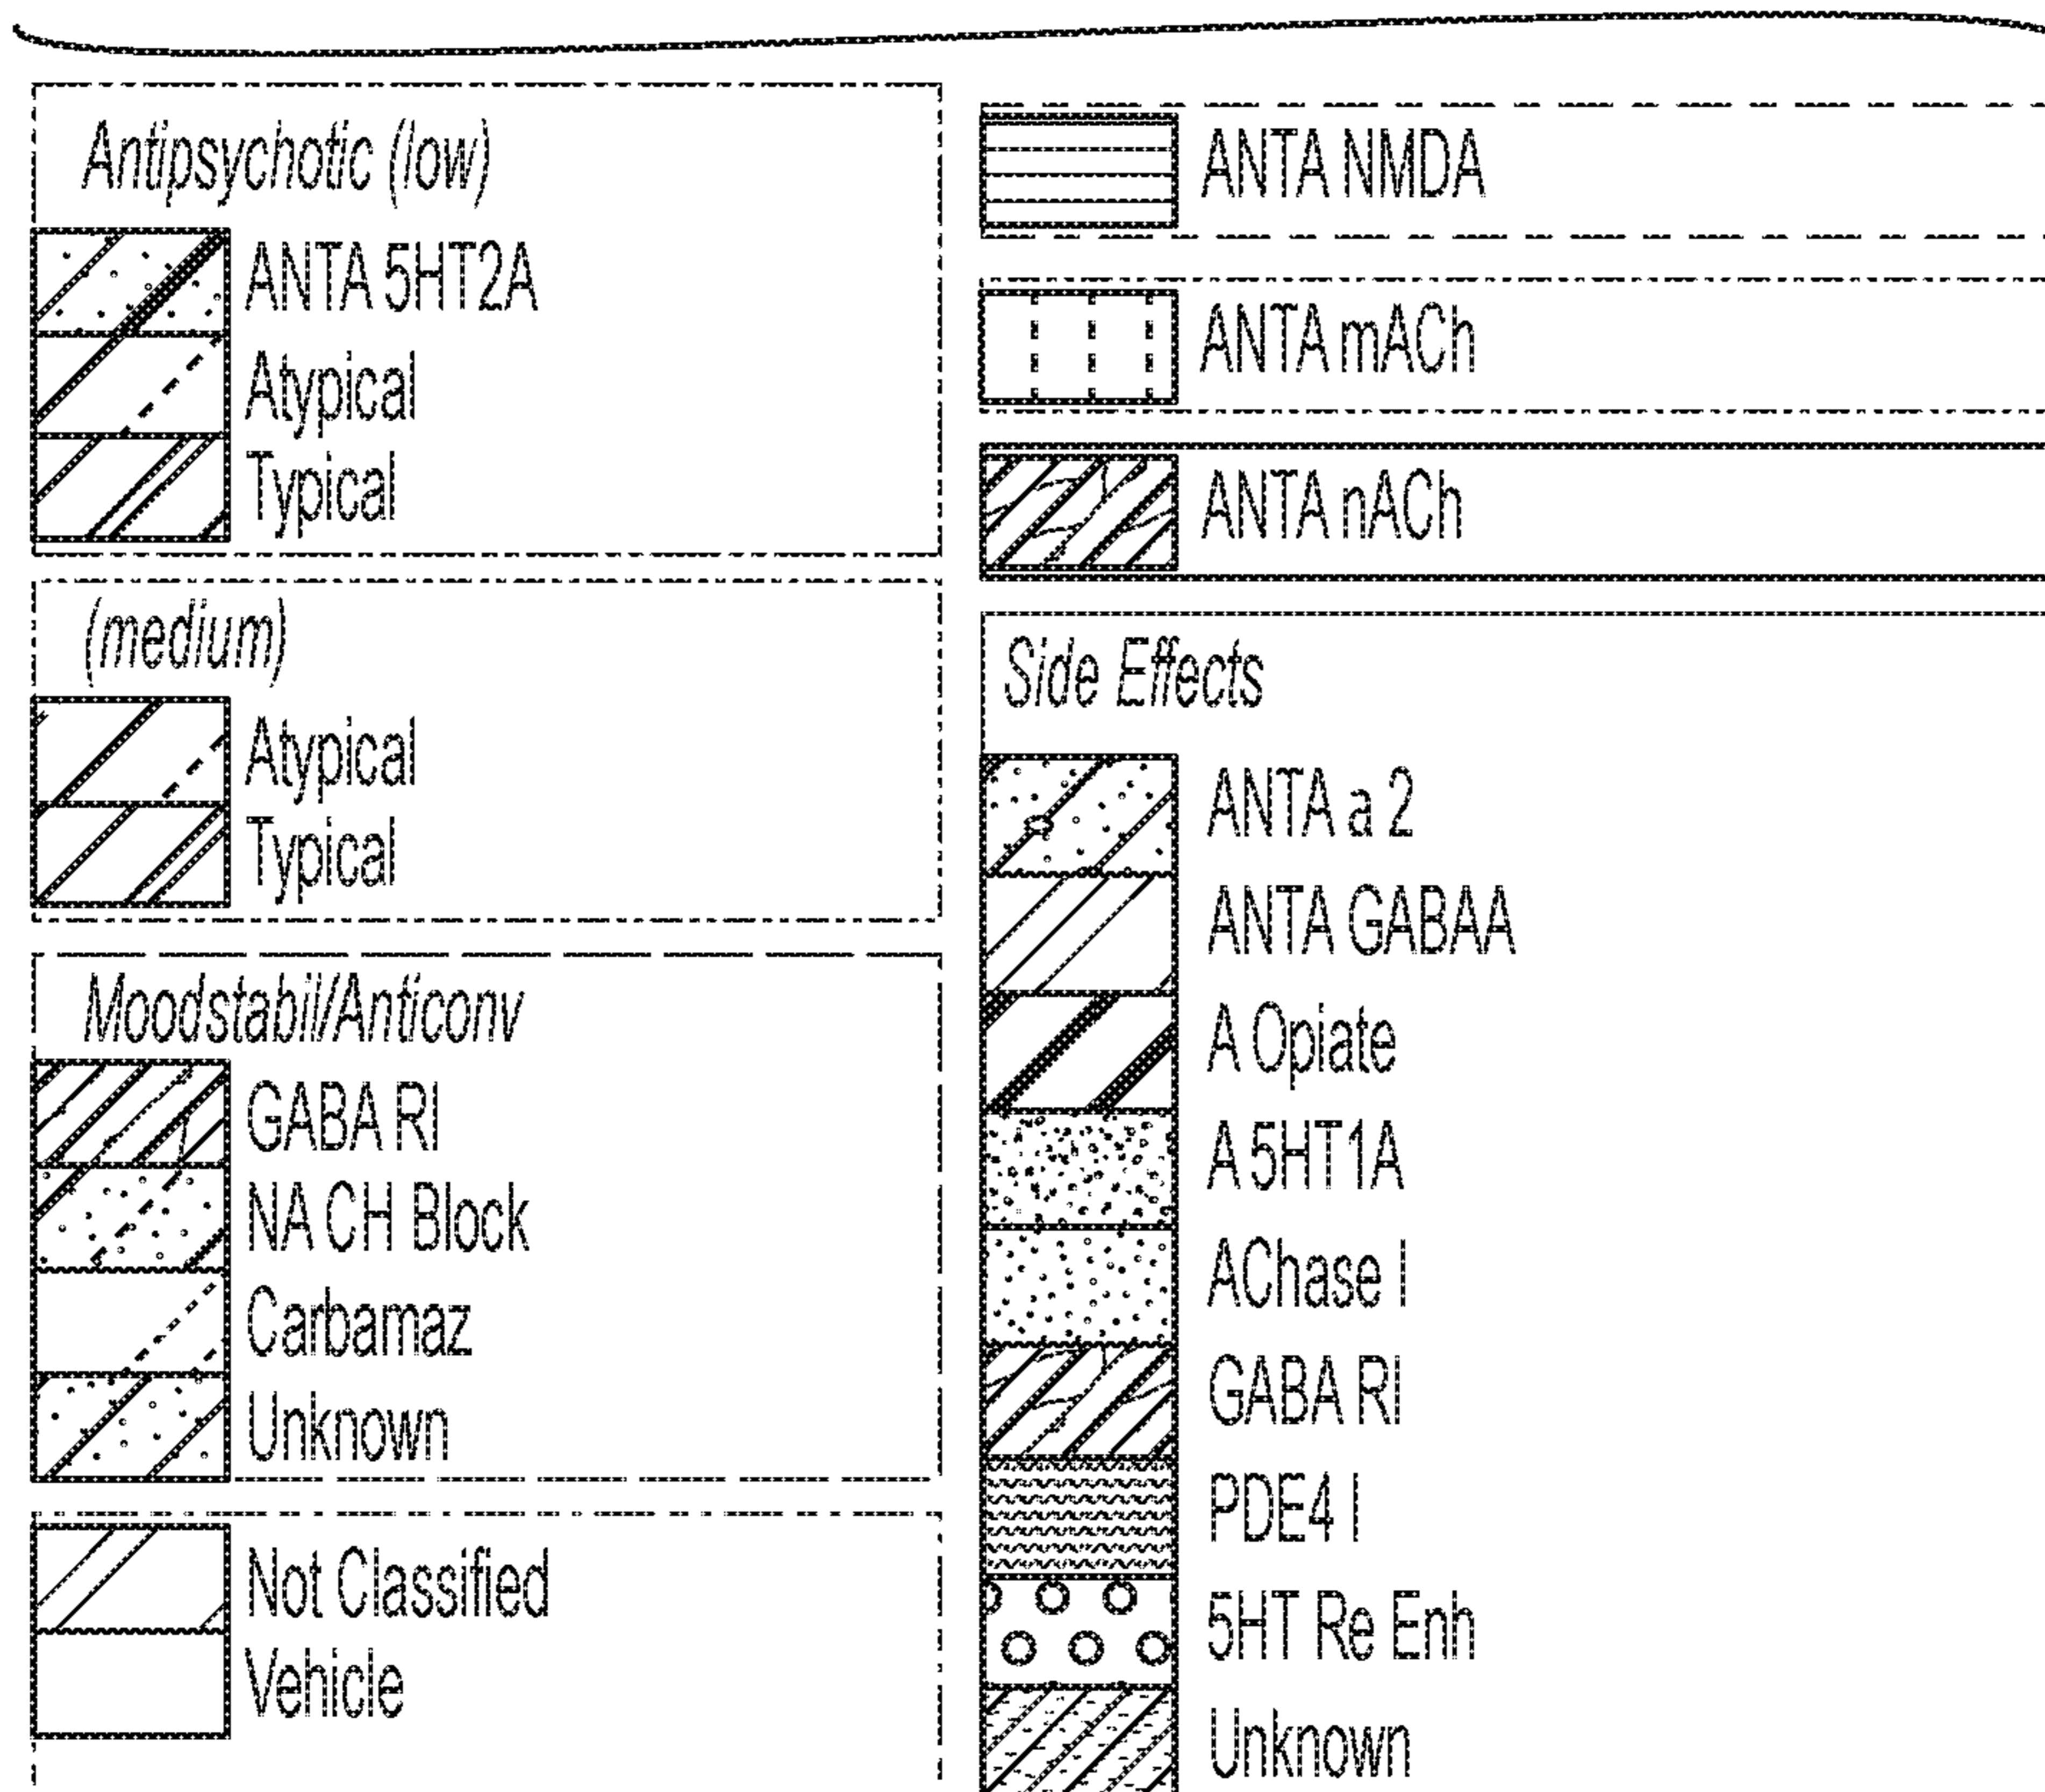 Antipsychotic (low)
ANTA 5HT2A
Atypical
Typical
(medium)
Atypical
Typical
Moodstabil/Anticonv
GABA RI
NA CH Block
Carbamaz
Unknown
Not Classified
Vehicle
ANTA NMDA
ANTA mACh
ANTA nACh
Side Effects
ANTA a 2
ANTA GABAA
A Opiate
A 5HT1A
AChase I
GABA RI
PDE4 I
5HT Re Enh
Unknown